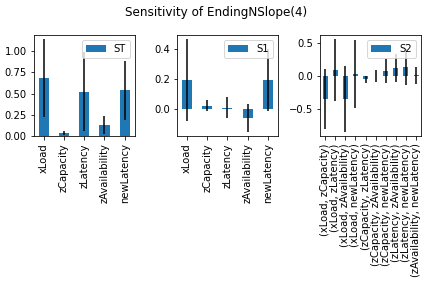 Sensitivity of EndingNSlope(4)
ST
1.00
0.75
0.50
0.25
0.00
xLoad
zCapacity
zLatency
zAvailability
newLatency
S1
0.4
0.2
0.0
xLoad
zCapacity
zLatency
zAvailability
newLatency
S2
0.5
0.0
−0.5
(xLoad, zCapacity)
(xLoad, zLatency)
(xLoad, zAvailability)
(xLoad, newLatency)
(zCapacity, zLatency)
(zCapacity, zAvailability)
(zCapacity, newLatency)
(zLatency, zAvailability)
(zLatency, newLatency)
(zAvailability, newLatency)